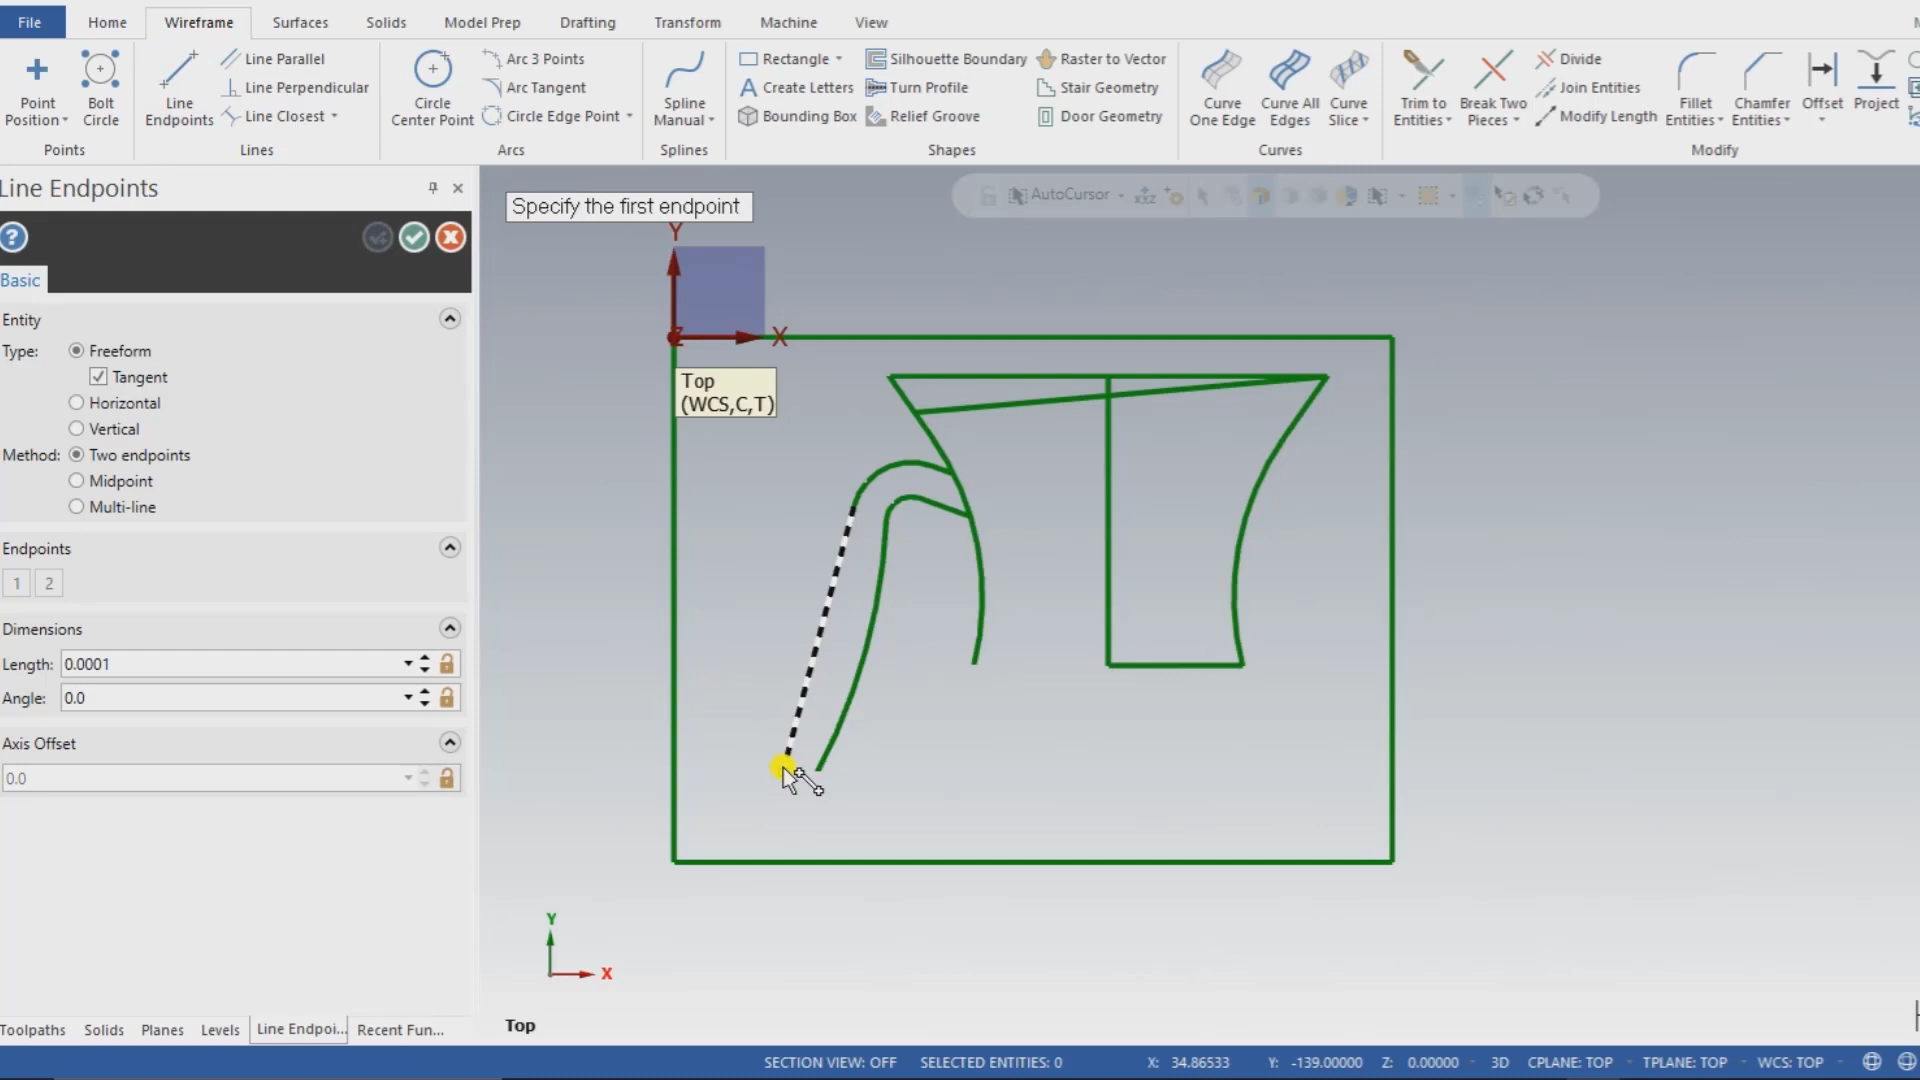 File Home Wireframe Surfaces Solids Model Prep Drafting Transform Machine View
Point Position
Bolt Circle
Points
Line Endpoints
Line Parallel
Line Perpendicular
Line Closest
Lines
Circle Center Point
Arc 3 Points
Arc Tangent
Circle Edge Point
Arcs
Spline Manual
Splines
Rectangle
Create Letters
Bounding Box
Silhouette Boundary
Turn Profile
Relief Groove
Raster to Vector
Stair Geometry
Door Geometry
Shapes
Curve One Edge
Curve All Edges
Curve Slice
Curves
Trim to Entities
Break Two Pieces
Divide
Join Entities
Modify Length
Fillet Entities
Chamfer Entities
Offset
Project
Modify
Line Endpoints
Basic
Entity
Type: Freeform
Tangent
Horizontal
Vertical
Method: Two endpoints
Midpoint
Multi-line
Endpoints
1 2
Dimensions
Length: 0.0001
Angle: 0.0
Axis Offset
0.0
Toolpaths Solids Planes Levels Line Endpoi... Recent Fun...
Specify the first endpoint
AutoCursor
Y
Z
X
Top
(WCS,C,T)
Y
X
Top
SECTION VIEW: OFF SELECTED ENTITIES: 0 X: 34.86533 Y: -139.00000 Z: 0.00000 3D CPLANE: TOP TPLANE: TOP WCS: TOP